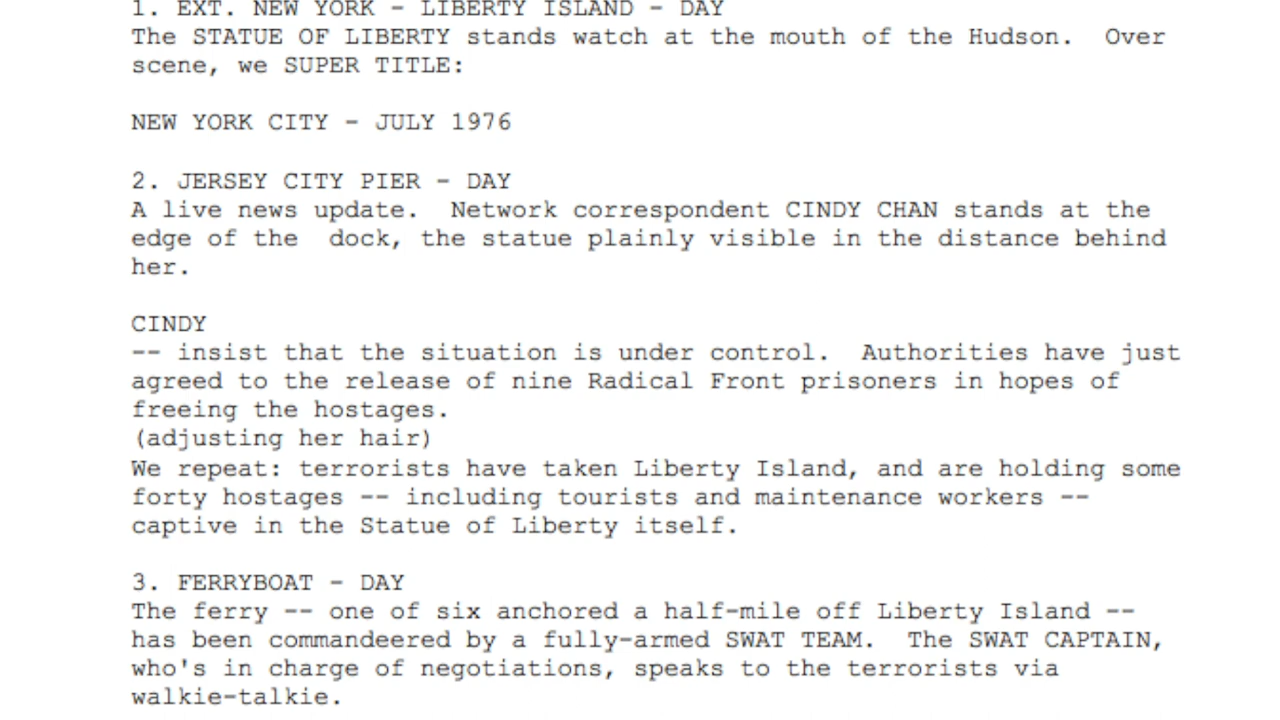 1. EXT. NEW YORK - LIBERTY ISLAND - DAY
The STATUE OF LIBERTY stands watch at the mouth of the Hudson.  Over
scene, we SUPER TITLE:
NEW YORK CITY - JULY 1976
2. JERSEY CITY PIER - DAY
A live news update.  Network correspondent CINDY CHAN stands at the
edge of the  dock, the statue plainly visible in the distance behind
her.
CINDY
-- insist that the situation is under control.  Authorities have just
agreed to the release of nine Radical Front prisoners in hopes of
freeing the hostages.
(adjusting her hair)
We repeat: terrorists have taken Liberty Island, and are holding some
forty hostages -- including tourists and maintenance workers --
captive in the Statue of Liberty itself.
3. FERRYBOAT - DAY
The ferry -- one of six anchored a half-mile off Liberty Island --
has been commandeered by a fully-armed SWAT TEAM.  The SWAT CAPTAIN,
who's in charge of negotiations, speaks to the terrorists via
walkie-talkie.